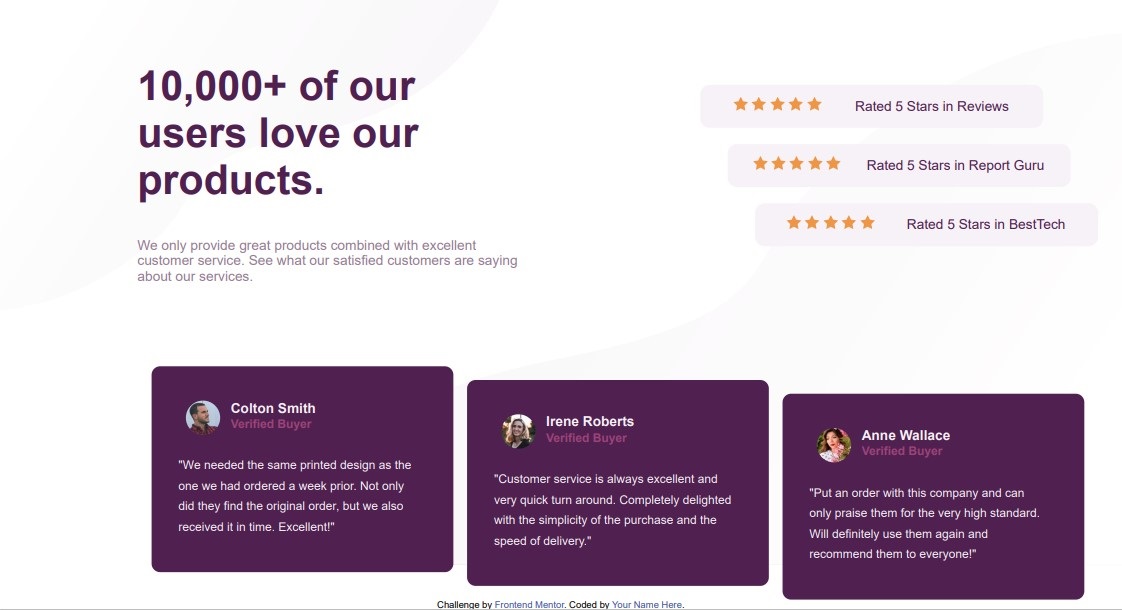 10,000+ of our
users love our
products.
We only provide great products combined with excellent
customer service. See what our satisfied customers are saying
about our services.
Rated 5 Stars in Reviews
Rated 5 Stars in Report Guru
Rated 5 Stars in BestTech
Colton Smith
Verified Buyer
"We needed the same printed design as the
one we had ordered a week prior. Not only
did they find the original order, but we also
received it in time. Excellent!"
Irene Roberts
Verified Buyer
"Customer service is always excellent and
very quick turn around. Completely delighted
with the simplicity of the purchase and the
speed of delivery."
Anne Wallace
Verified Buyer
"Put an order with this company and can
only praise them for the very high standard.
Will definitely use them again and
recommend them to everyone!"
Challenge by Frontend Mentor. Coded by Your Name Here.